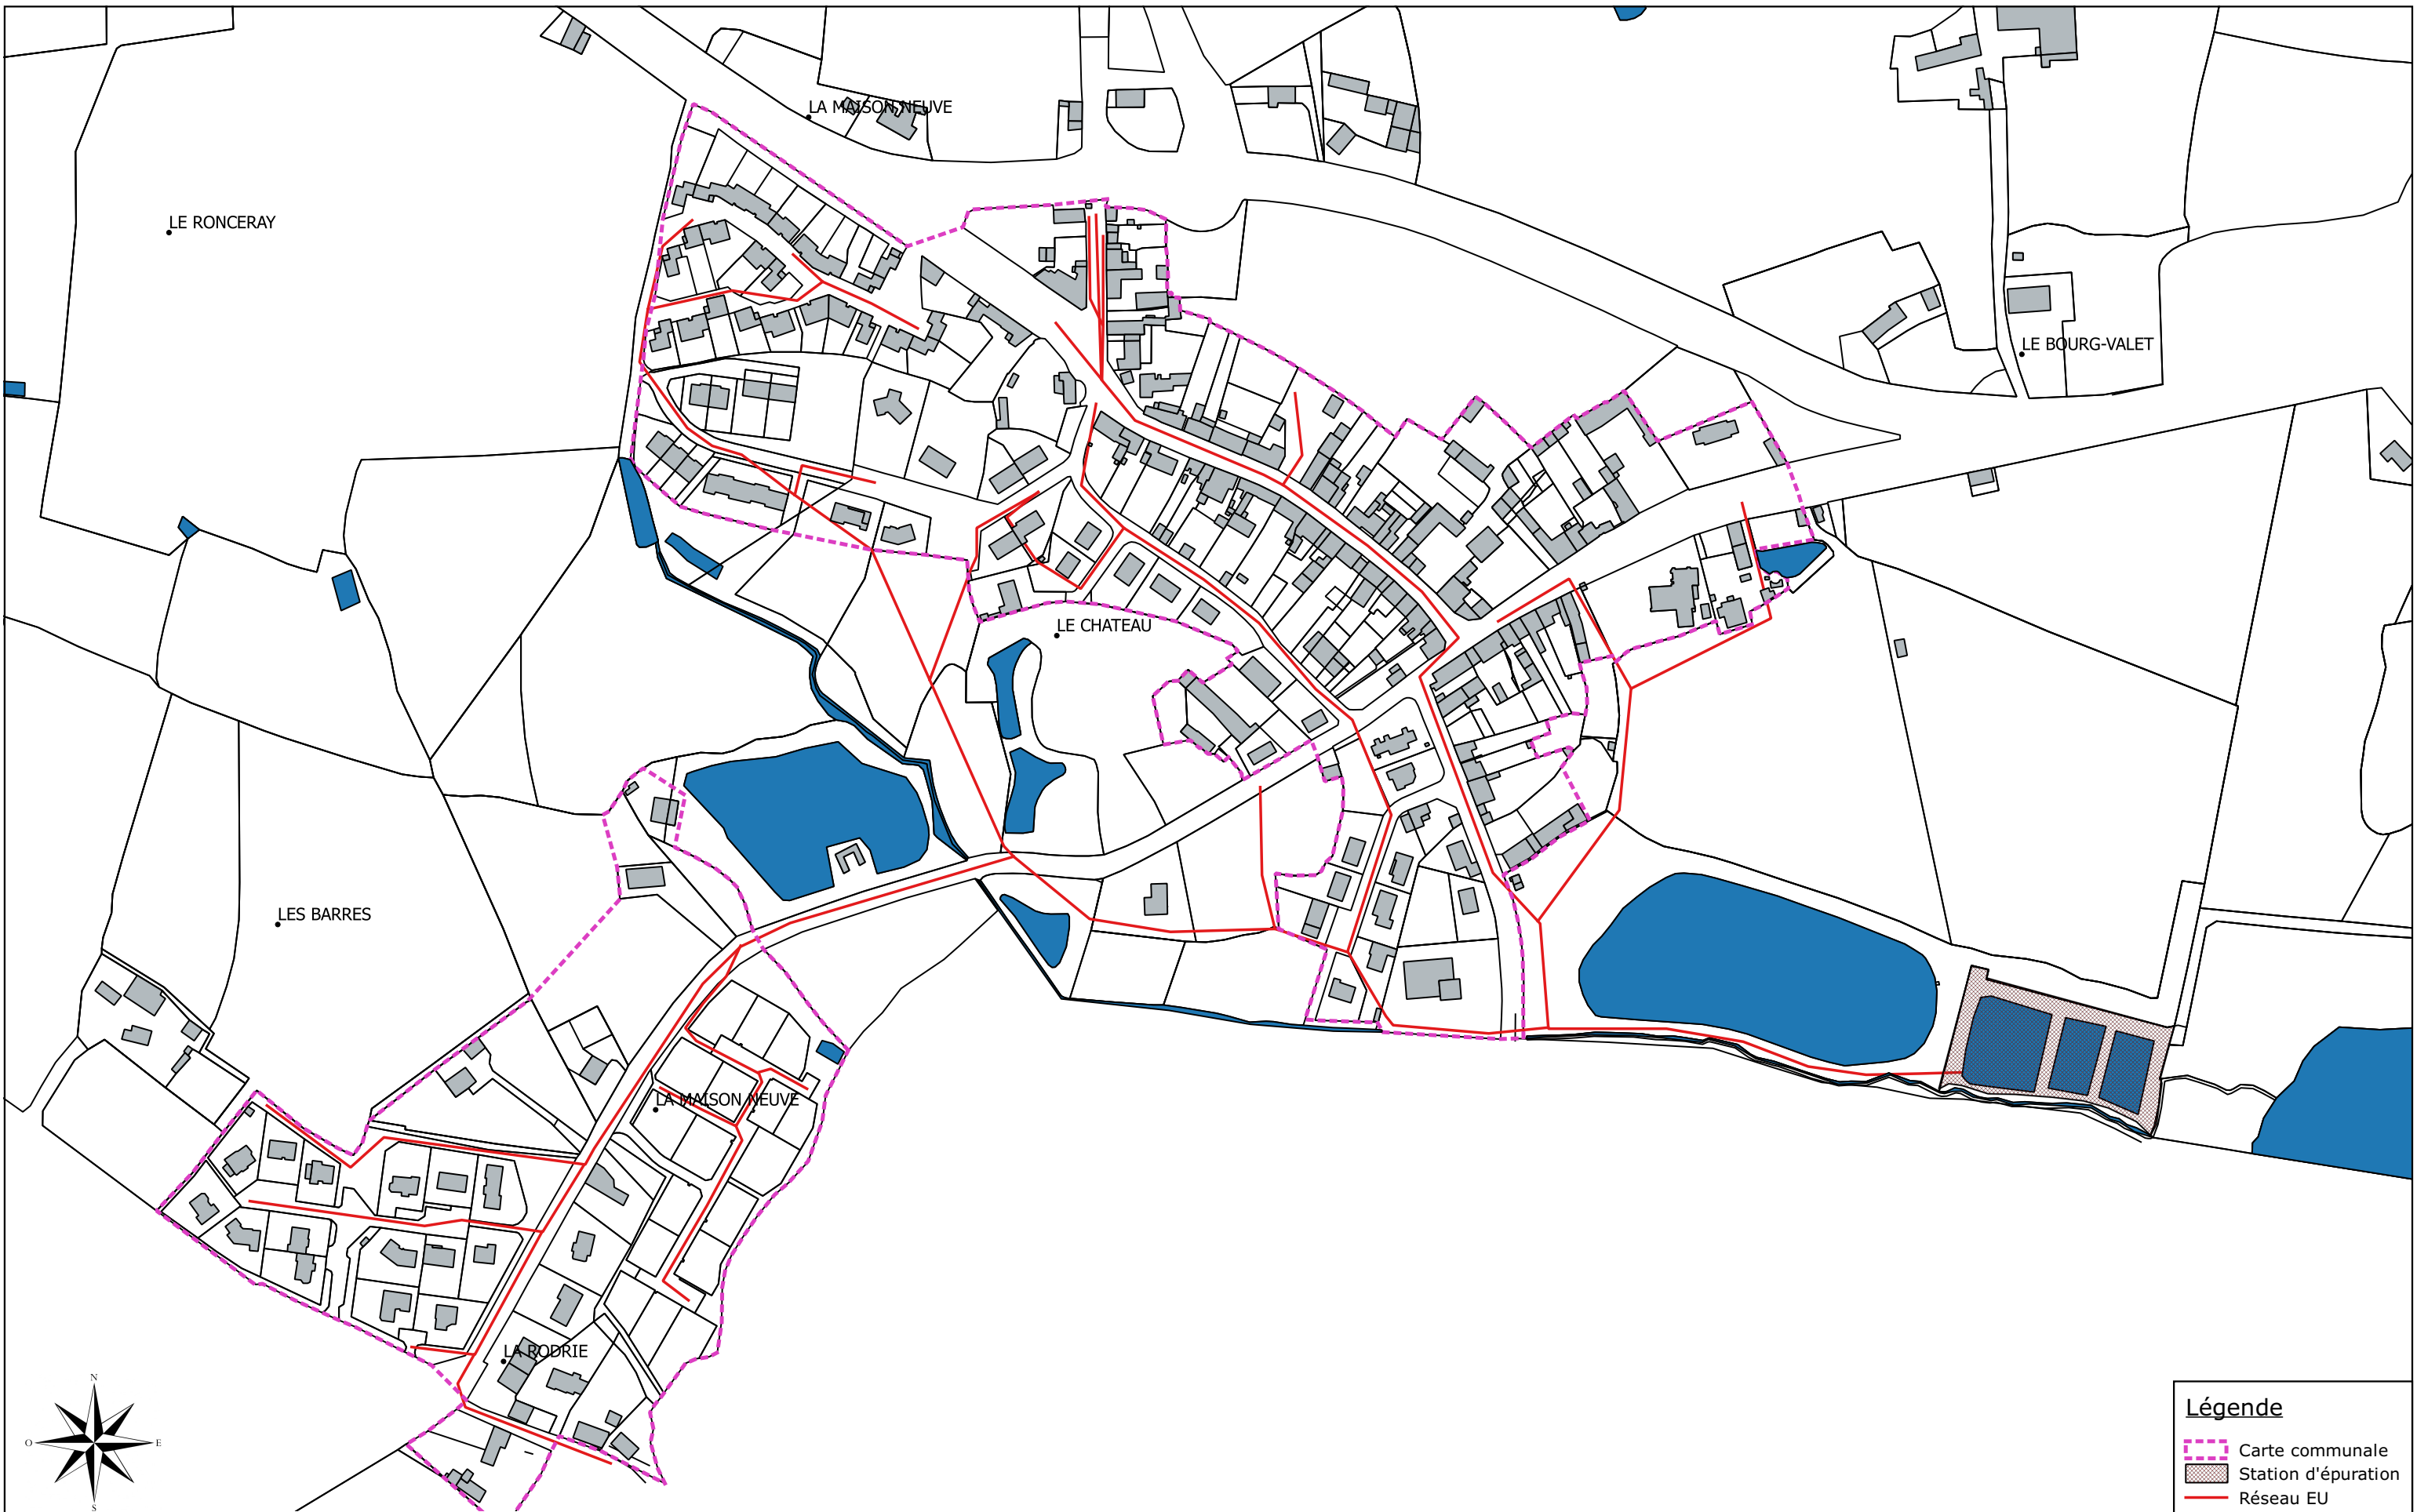 LA MAISON NEUVE
LE RONCERAY
LE BOURG-VALET
LE CHATEAU
LES BARRES
LA MAISON NEUVE
LA RODRIE
N
O
E
S
Légende
Carte communale
Station d'épuration
Réseau EU